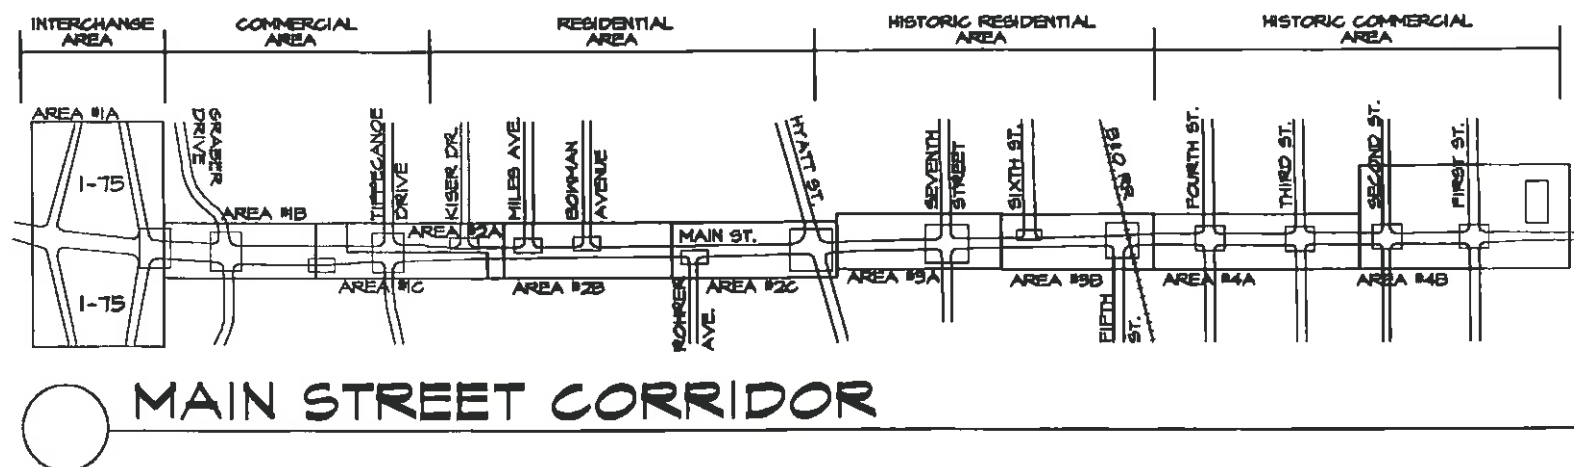 INTERCHANGE
AREA
COMMERCIAL
AREA
RESIDENTIAL
AREA
HISTORIC RESIDENTIAL
AREA
HISTORIC COMMERCIAL
AREA
AREA #1A
I-75
I-75
GRABER
DRIVE
AREA #1B
TIPPECANOE
DRIVE
AREA #1C
KISER DR.
AREA #2A
MILES AVE.
BOWMAN
AVENUE
AREA #2B
MAIN ST.
ROHRER
AVE.
AREA #2C
HYATT ST.
AREA #3A
SEVENTH
STREET
SIXTH ST.
AREA #3B
B I O RR
FIFTH
ST.
FOURTH ST.
AREA #4A
THIRD ST.
SECOND ST.
AREA #4B
FIRST ST.
MAIN STREET CORRIDOR